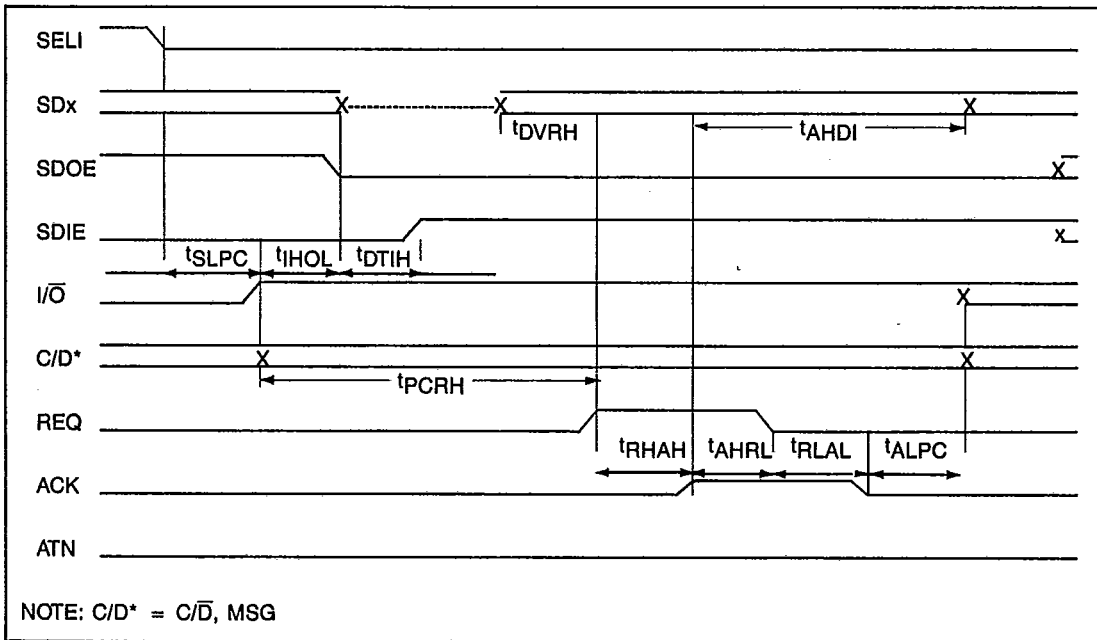 SELI
SDx
tDVRH
tAHDI
SDOE
SDIE
tSLPC tIHOL tDTIH
I/O̅
C/D*
tPCRH
REQ
tRHAH tAHRL tRLAL tALPC
ACK
ATN
NOTE: C/D* = C/D̅, MSG